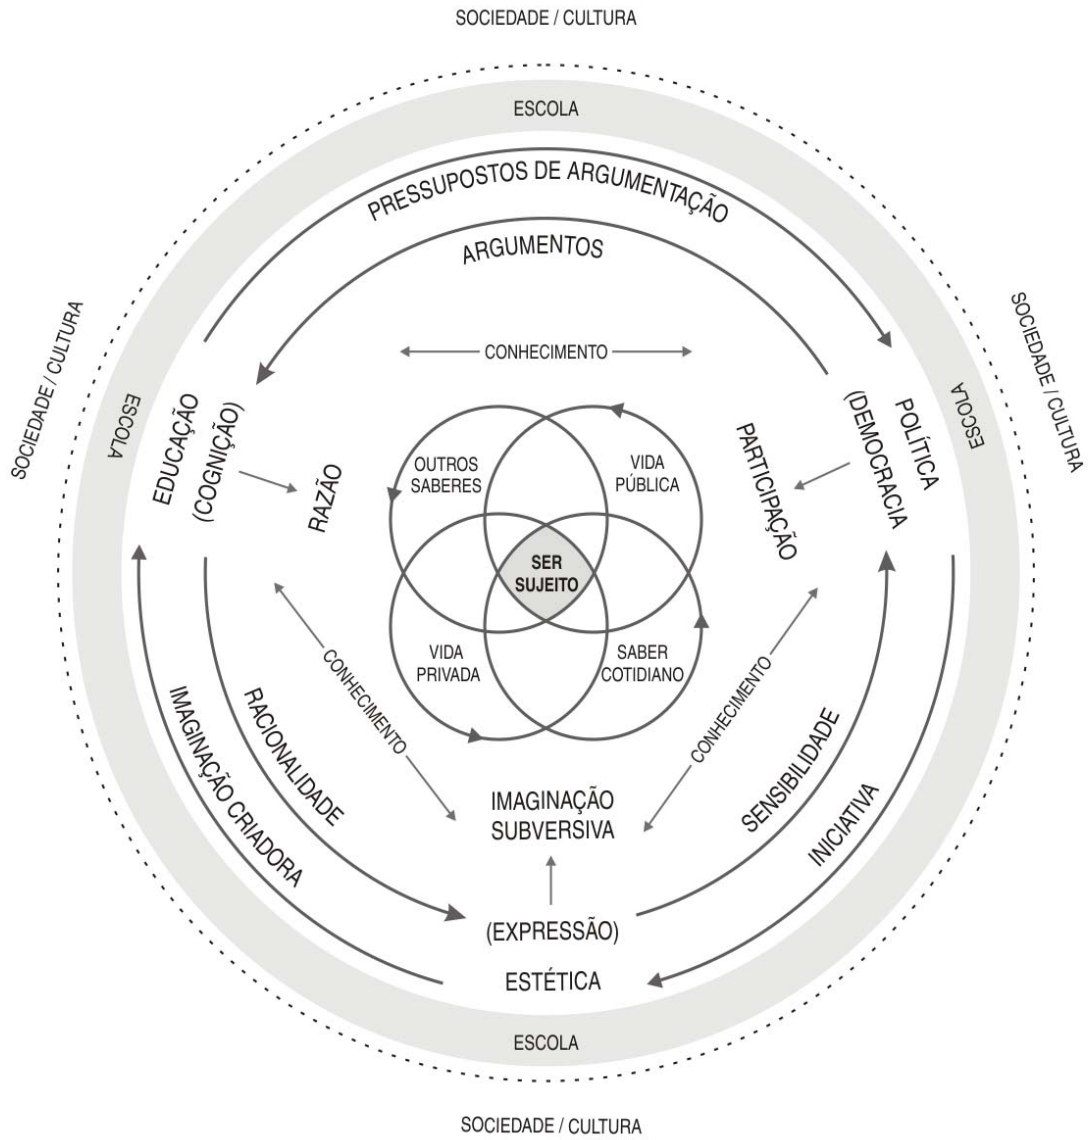 SOCIEDADE / CULTURA
ESCOLA
PRESSUPOSTOS DE ARGUMENTAÇÃO
ARGUMENTOS
SOCIEDADE / CULTURA
SOCIEDADE / CULTURA
CONHECIMENTO
ESCOLA
EDUCAÇÃO
(COGNIÇÃO)
RAZÃO
OUTROS
SABERES
VIDA
PÚBLICA
PARTICIPAÇÃO
(DEMOCRACIA
POLÍTICA
ESCOLA
SER
SUJEITO
VIDA
PRIVADA
SABER
COTIDIANO
CONHECIMENTO
CONHECIMENTO
IMAGINAÇÃO CRIADORA
RACIONALIDADE
SENSIBILIDADE
INICIATIVA
IMAGINAÇÃO
SUBVERSIVA
(EXPRESSÃO)
ESTÉTICA
ESCOLA
SOCIEDADE / CULTURA